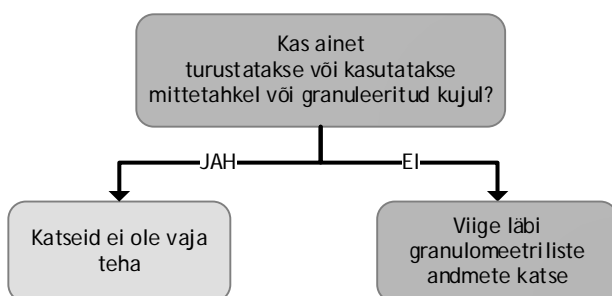 Kas ainet
turustatakse või kasutatakse
mittetahkel või granuleeritud kujul?
JAH
EI
Katseid ei ole vaja
teha
Viige läbi
granulomeetriliste
andmete katse